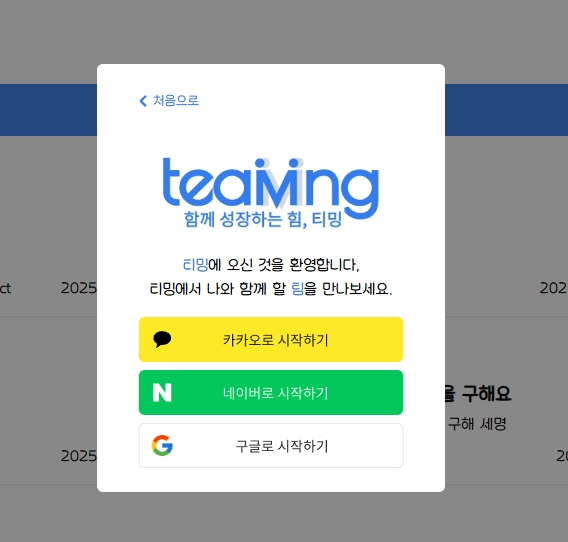 처음으로
teaming
함께 성장하는 힘, 티밍
티밍에 오신 것을 환영합니다,
티밍에서 나와 함께 할 팀을 만나보세요.
ct
2025
202
카카오로 시작하기
네이버로 시작하기
을 구해요
구해 세명
구글로 시작하기
2025
20